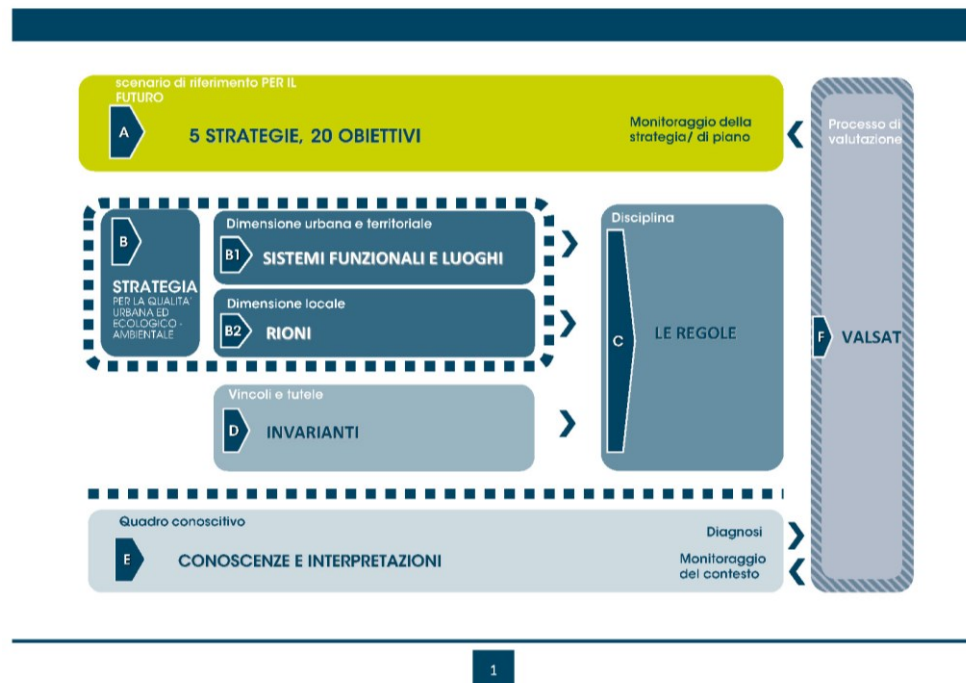 scenario di riferimento PER IL
FUTURO
A
5 STRATEGIE, 20 OBIETTIVI
Monitoraggio della
strategia/ di piano
Processo di
valutazione
B
STRATEGIA
PER LA QUALITA'
URBANA ED
ECOLOGICO -
AMBIENTALE
Dimensione urbana e territoriale
B1
SISTEMI FUNZIONALI E LUOGHI
Dimensione locale
B2
RIONI
Vincoli e tutele
D
INVARIANTI
Disciplina
C
LE REGOLE
F
VALSAT
Quadro conoscitivo
E
CONOSCENZE E INTERPRETAZIONI
Diagnosi
Monitoraggio
del contesto
1